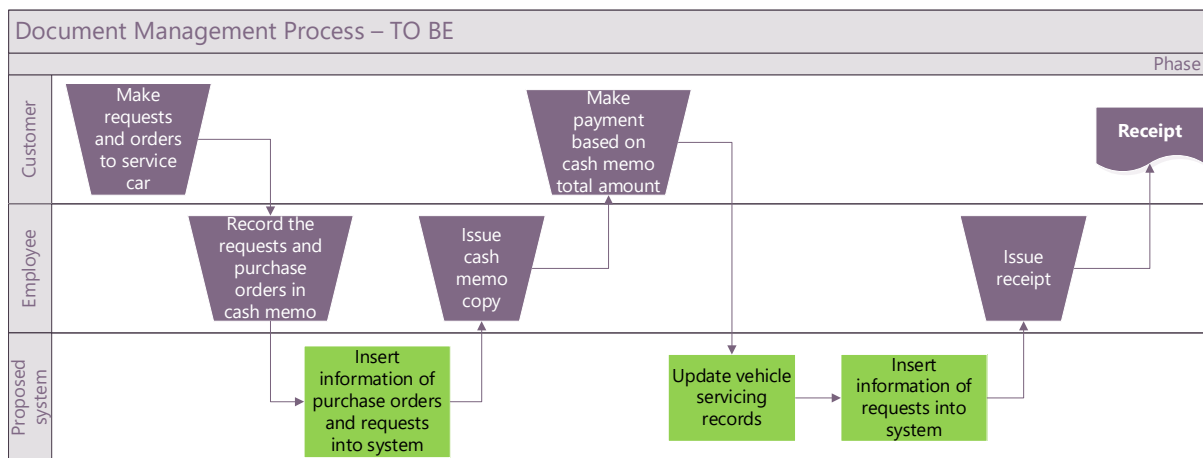 Document Management Process – TO BE
Phase
Customer
Make
requests
and orders
to service
car
Make
payment
based on
cash memo
total amount
Receipt
Employee
Record the
requests and
purchase
orders in
cash memo
Issue
cash
memo
copy
Issue
receipt
Proposed
system
Insert
information of
purchase orders
and requests
into system
Update vehicle
servicing
records
Insert
information of
requests into
system